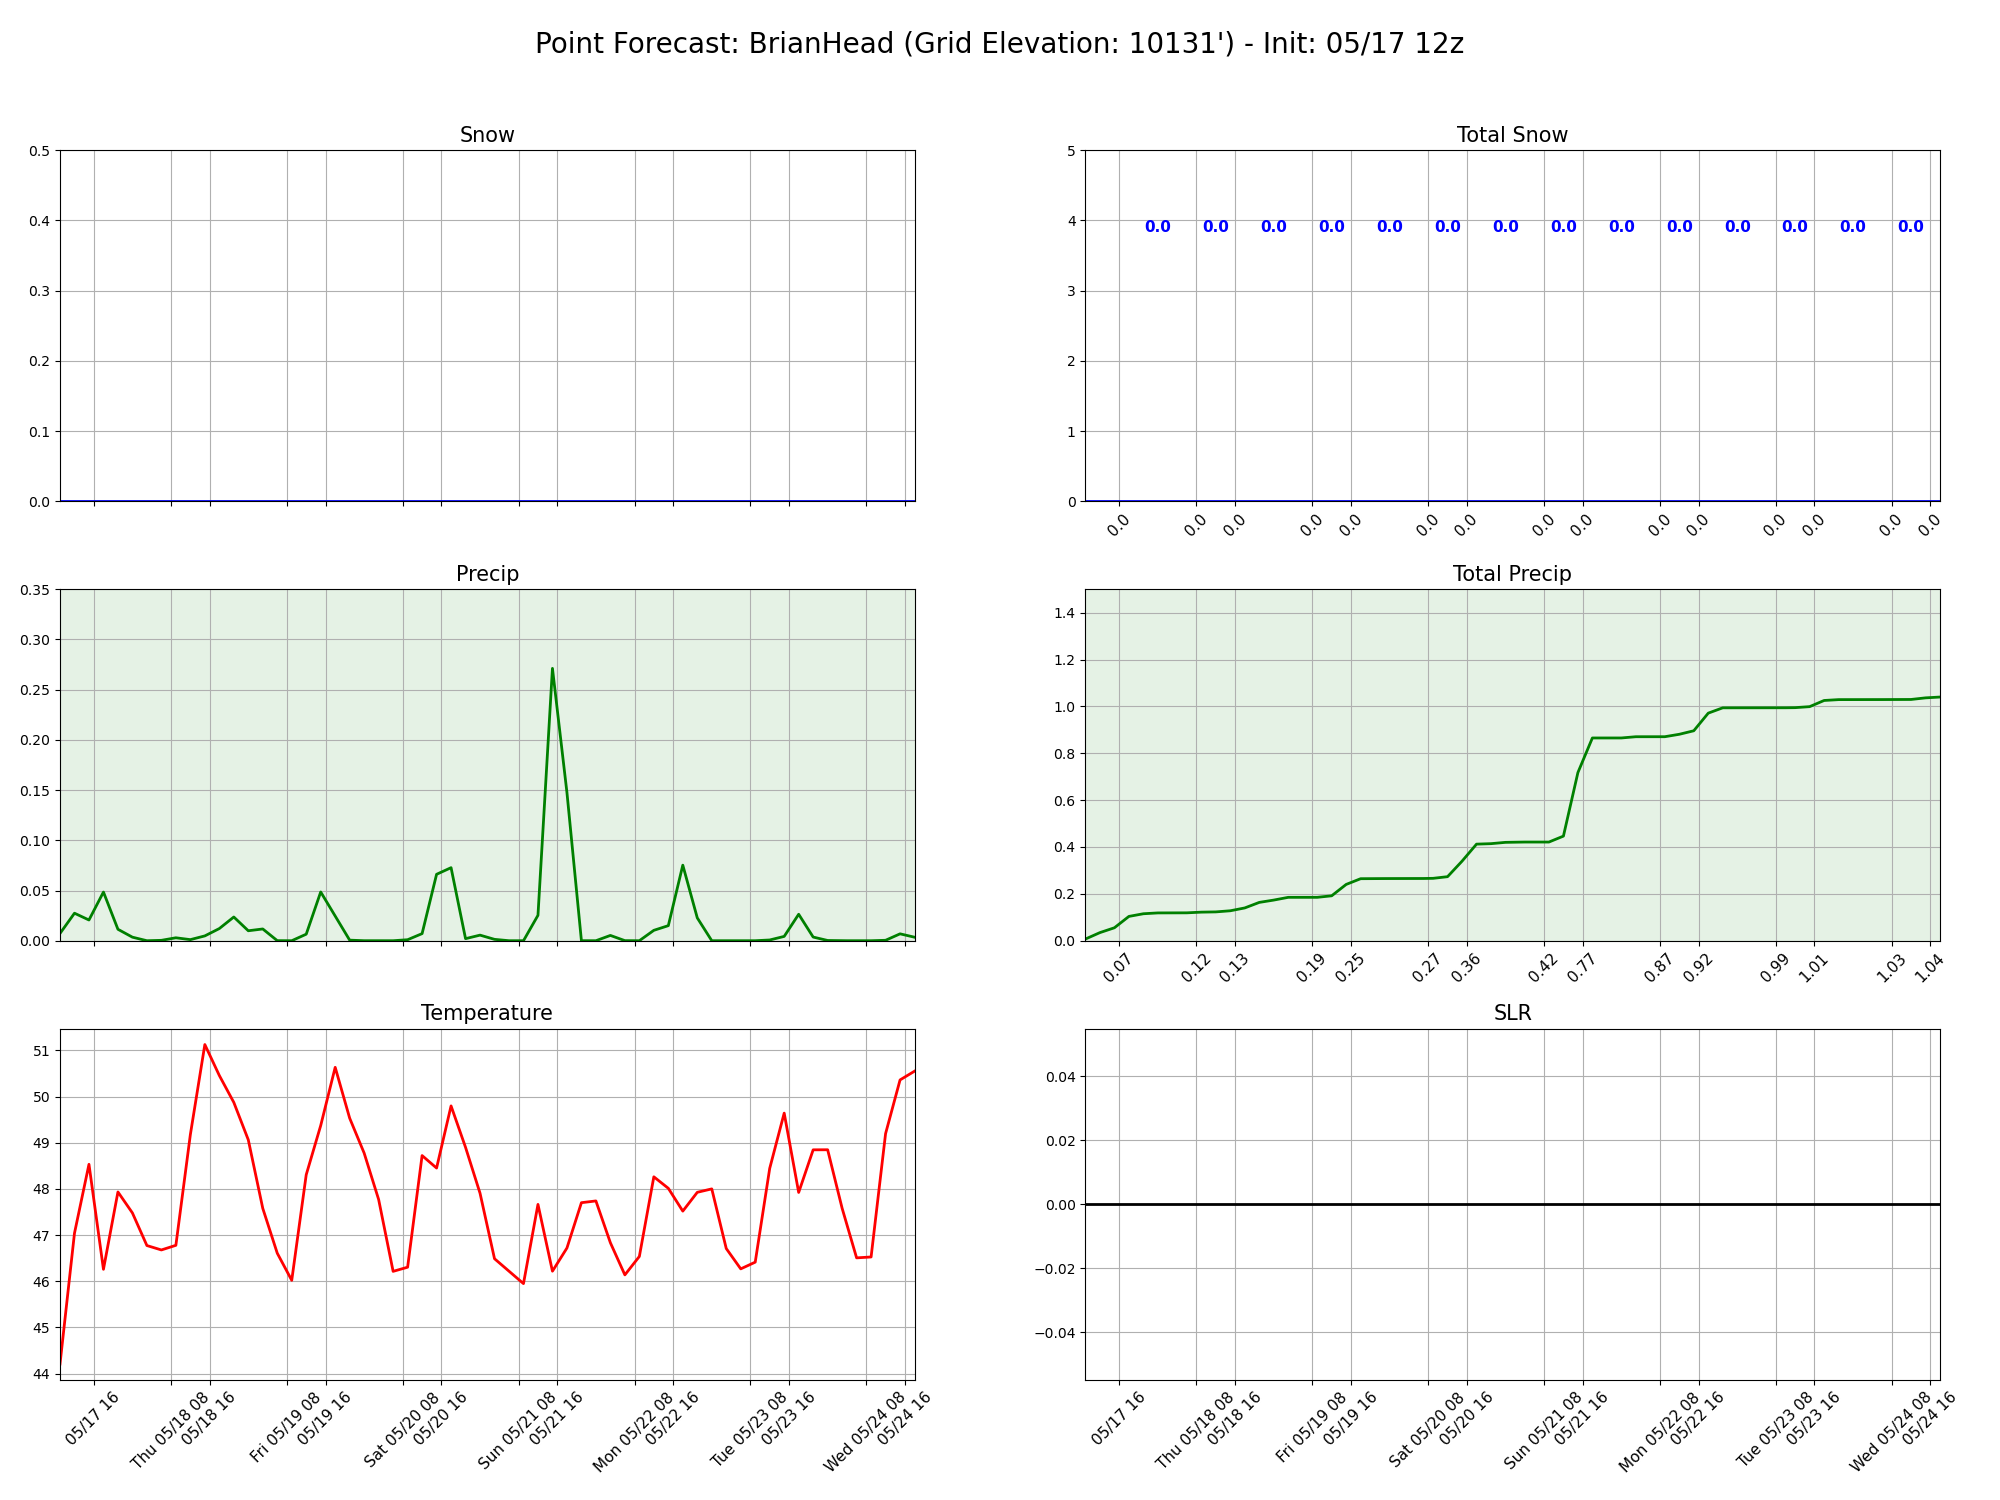 Point Forecast: BrianHead (Grid Elevation: 10131') - Init: 05/17 12z
Snow
0.5
0.4
0.3
0.2
0.1
0.0
Total Snow
5
4
3
2
1
0
0.0 0.0 0.0 0.0 0.0 0.0 0.0 0.0 0.0 0.0 0.0 0.0 0.0 0.0
0.0 0.0 0.0 0.0 0.0 0.0 0.0 0.0 0.0 0.0 0.0 0.0 0.0 0.0 0.0
Precip
0.35
0.30
0.25
0.20
0.15
0.10
0.05
0.00
Total Precip
1.4
1.2
1.0
0.8
0.6
0.4
0.2
0.0
0.07 0.12 0.13 0.19 0.25 0.27 0.36 0.42 0.77 0.87 0.92 0.99 1.01 1.03 1.04
Temperature
51
50
49
48
47
46
45
44
05/17 16
Thu 05/18 08
05/18 16
Fri 05/19 08
05/19 16
Sat 05/20 08
05/20 16
Sun 05/21 08
05/21 16
Mon 05/22 08
05/22 16
Tue 05/23 08
05/23 16
Wed 05/24 08
05/24 16
SLR
0.04
0.02
0.00
−0.02
−0.04
05/17 16
Thu 05/18 08
05/18 16
Fri 05/19 08
05/19 16
Sat 05/20 08
05/20 16
Sun 05/21 08
05/21 16
Mon 05/22 08
05/22 16
Tue 05/23 08
05/23 16
Wed 05/24 08
05/24 16